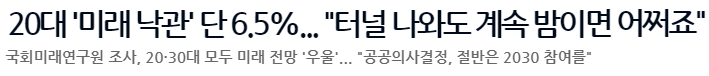 20대 '미래 낙관' 단 6.5%... "터널 나와도 계속 밤이면 어쩌죠"
국회미래연구원 조사, 20·30대 모두 미래 전망 '우울'... "공공의사결정, 절반은 2030 참여를"